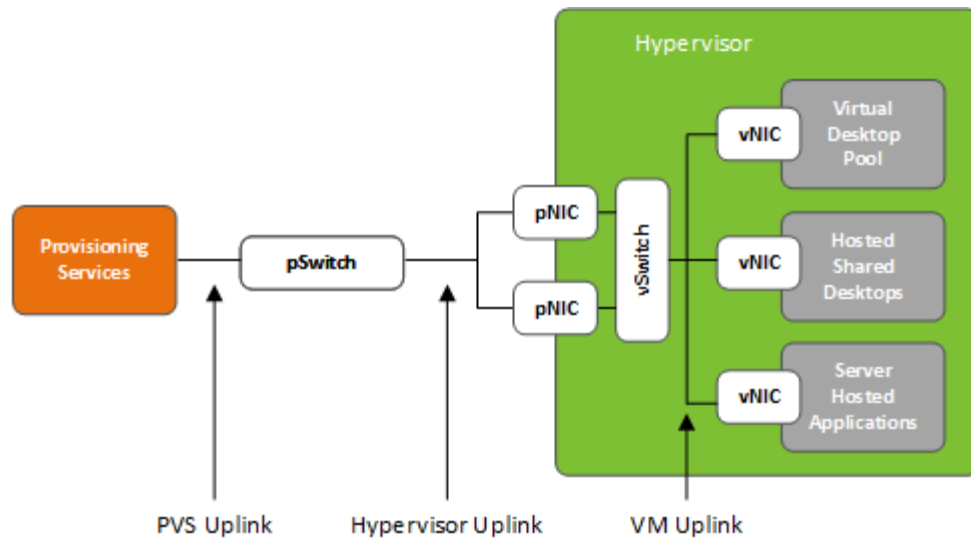 Hypervisor
vNIC
Virtual
Desktop
Pool
pNIC
vSwitch
Provisioning
Services
pSwitch
vNIC
Hosted
Shared
Desktops
pNIC
vNIC
Server
Hosted
Applications
PVS Uplink
Hypervisor Uplink
VM Uplink